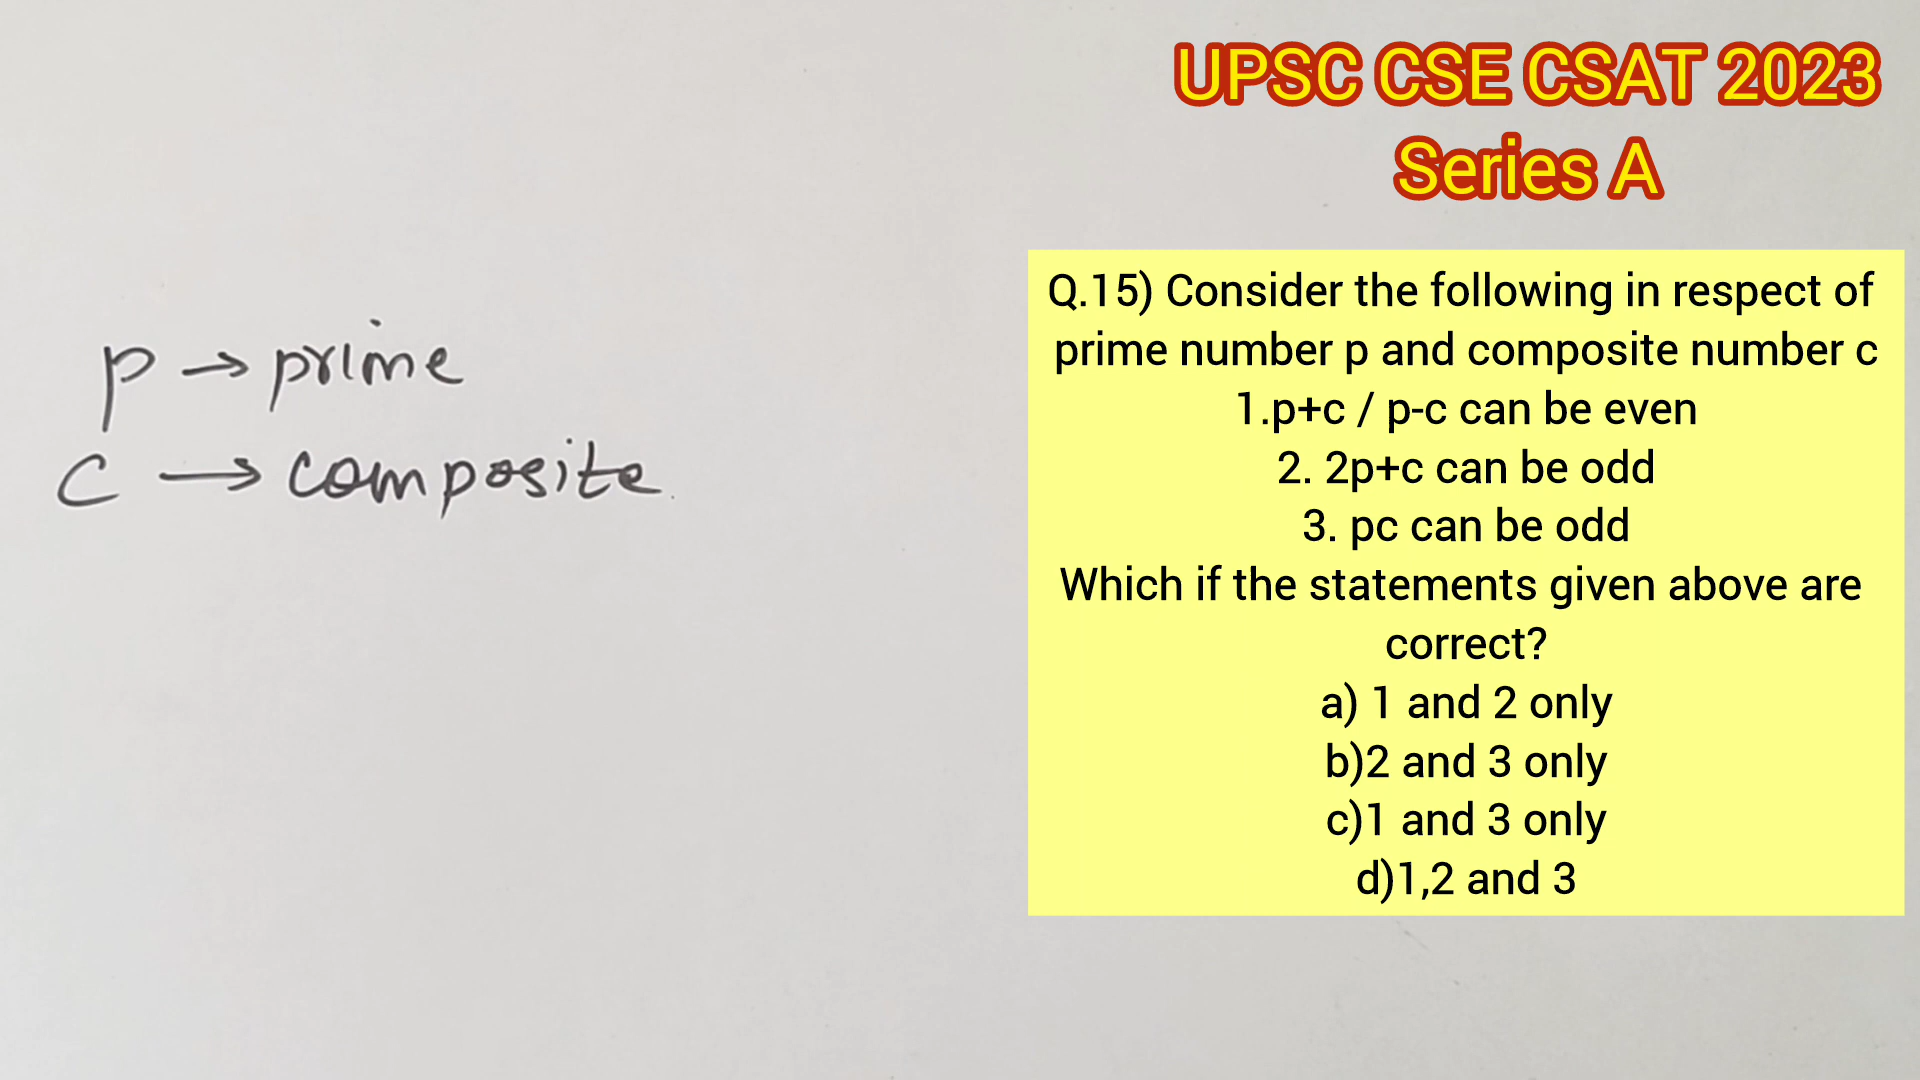 UPSC CSE CSAT 2023
Series A
p → prime
c → composite
Q.15) Consider the following in respect of
prime number p and composite number c
1.p+c / p-c can be even
2. 2p+c can be odd
3. pc can be odd
Which if the statements given above are
correct?
a) 1 and 2 only
b)2 and 3 only
c)1 and 3 only
d)1,2 and 3